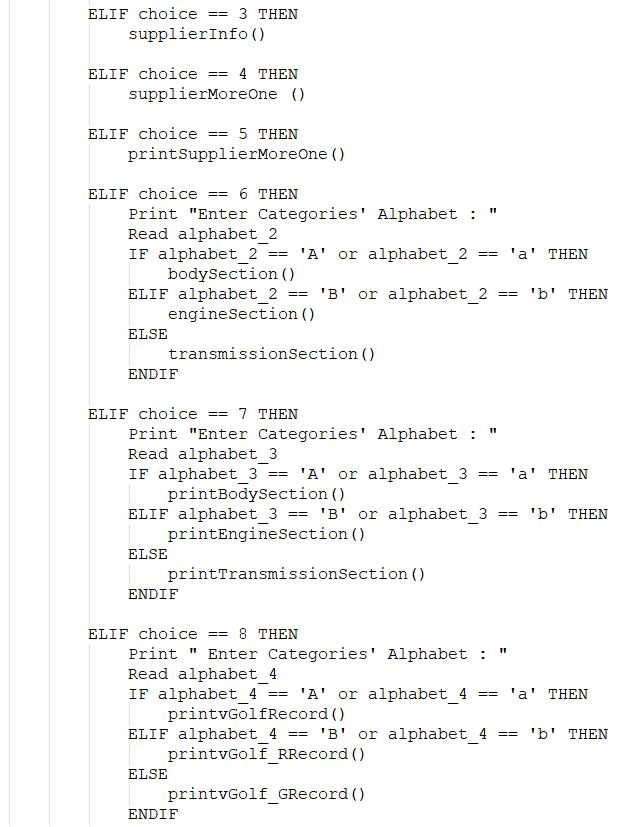 ELIF choice == 3 THEN
supplierInfo()
ELIF choice == 4 THEN
supplierMoreOne ()
ELIF choice == 5 THEN
printSupplierMoreOne()
ELIF choice == 6 THEN
Print "Enter Categories' Alphabet : "
Read alphabet_2
IF alphabet_2 == 'A' or alphabet_2 == 'a' THEN
bodySection()
ELIF alphabet_2 == 'B' or alphabet_2 == 'b' THEN
engineSection()
ELSE
transmissionSection()
ENDIF
ELIF choice == 7 THEN
Print "Enter Categories' Alphabet : "
Read alphabet_3
IF alphabet_3 == 'A' or alphabet_3 == 'a' THEN
printBodySection()
ELIF alphabet_3 == 'B' or alphabet_3 == 'b' THEN
printEngineSection()
ELSE
printTransmissionSection()
ENDIF
ELIF choice == 8 THEN
Print " Enter Categories' Alphabet : "
Read alphabet_4
IF alphabet_4 == 'A' or alphabet_4 == 'a' THEN
printvGolfRecord()
ELIF alphabet_4 == 'B' or alphabet_4 == 'b' THEN
printvGolf_RRecord()
ELSE
printvGolf_GRecord()
ENDIF